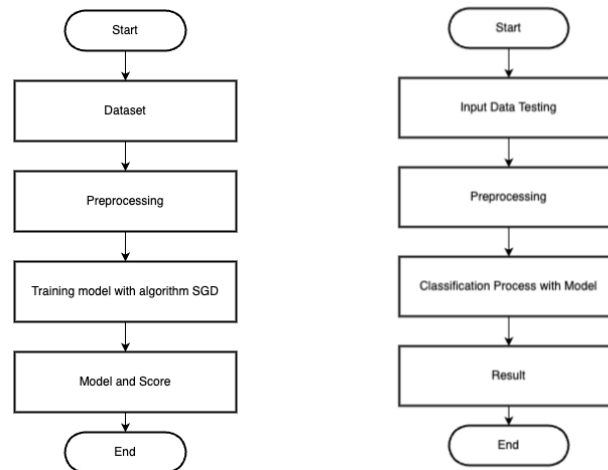 Start
Dataset
Preprocessing
Training model with algorithm SGD
Model and Score
End
Start
Input Data Testing
Preprocessing
Classification Process with Model
Result
End